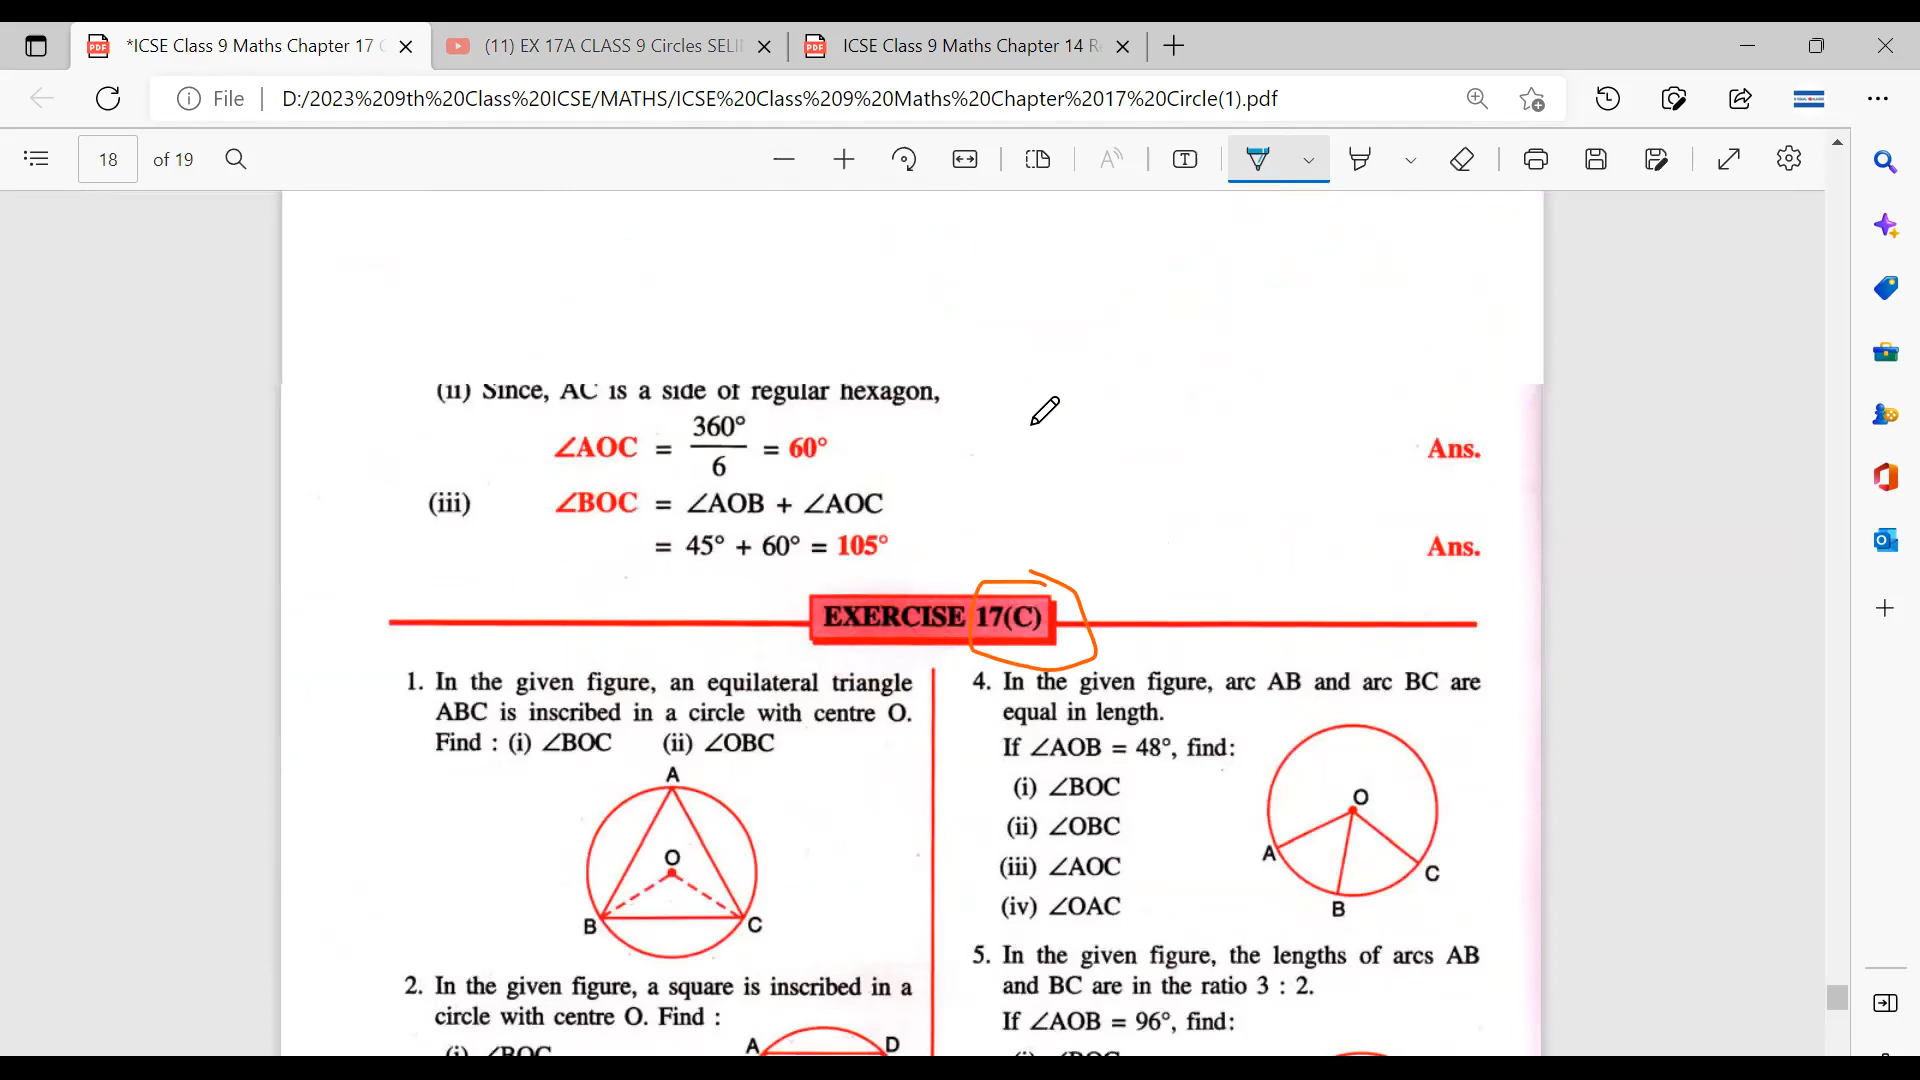 *ICSE Class 9 Maths Chapter 17
(11) EX 17A CLASS 9 Circles SELI
ICSE Class 9 Maths Chapter 14 R
File
D:/2023%209th%20Class%20ICSE/MATHS/ICSE%20Class%209%20Maths%20Chapter%2017%20Circle(1).pdf
18 of 19
(ii) Since, AC is a side of regular hexagon,
∠AOC = 360° / 6 = 60° Ans.
(iii) ∠BOC = ∠AOB + ∠AOC
= 45° + 60° = 105° Ans.
EXERCISE 17(C)
1. In the given figure, an equilateral triangle
ABC is inscribed in a circle with centre O.
Find : (i) ∠BOC (ii) ∠OBC
A
O
B C
2. In the given figure, a square is inscribed in a
circle with centre O. Find :
(i) ∠BOC
A D
4. In the given figure, arc AB and arc BC are
equal in length.
If ∠AOB = 48°, find:
(i) ∠BOC
(ii) ∠OBC
(iii) ∠AOC
(iv) ∠OAC
O
A
C
B
5. In the given figure, the lengths of arcs AB
and BC are in the ratio 3 : 2.
If ∠AOB = 96°, find:
(i) ∠BOC